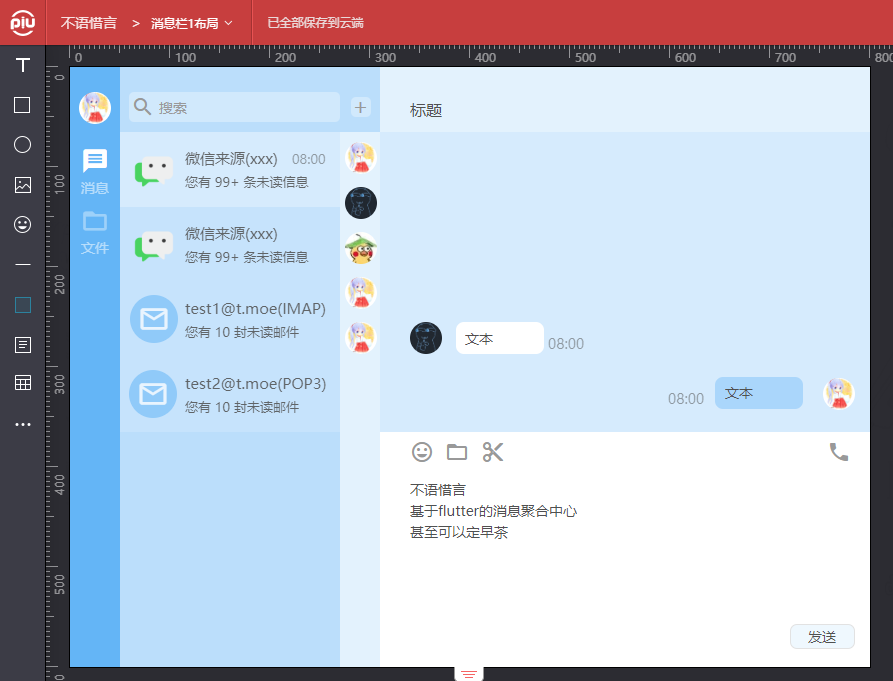 piu
不语惜言 > 消息栏1布局
已全部保存到云端
0 100 200 300 400 500 600 700 800
0
100
200
300
400
500
消息
文件
搜索
微信来源(xxx) 08:00
您有 99+ 条未读信息
微信来源(xxx)
您有 99+ 条未读信息
test1@t.moe(IMAP)
您有 10 封未读邮件
test2@t.moe(POP3)
您有 10 封未读邮件
标题
文本 08:00
08:00 文本
不语惜言
基于flutter的消息聚合中心
甚至可以定早茶
发送